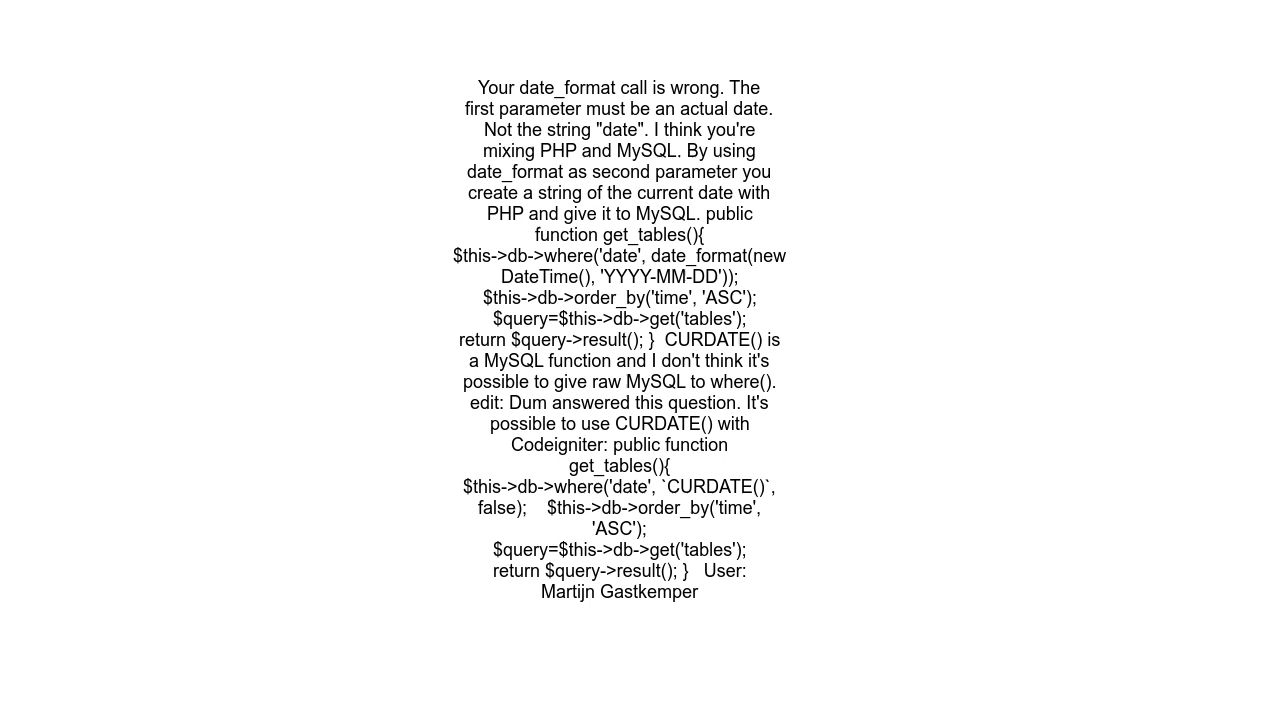 Your date_format call is wrong. The
first parameter must be an actual date.
Not the string "date". I think you're
mixing PHP and MySQL. By using
date_format as second parameter you
create a string of the current date with
PHP and give it to MySQL. public
function get_tables(){
$this->db->where('date', date_format(new
DateTime(), 'YYYY-MM-DD'));
$this->db->order_by('time', 'ASC');
$query=$this->db->get('tables');
return $query->result(); }  CURDATE() is
a MySQL function and I don't think it's
possible to give raw MySQL to where().
edit: Dum answered this question. It's
possible to use CURDATE() with
Codeigniter: public function
get_tables(){
$this->db->where('date', `CURDATE()`,
false);    $this->db->order_by('time',
'ASC');
$query=$this->db->get('tables');
return $query->result(); }   User:
Martijn Gastkemper